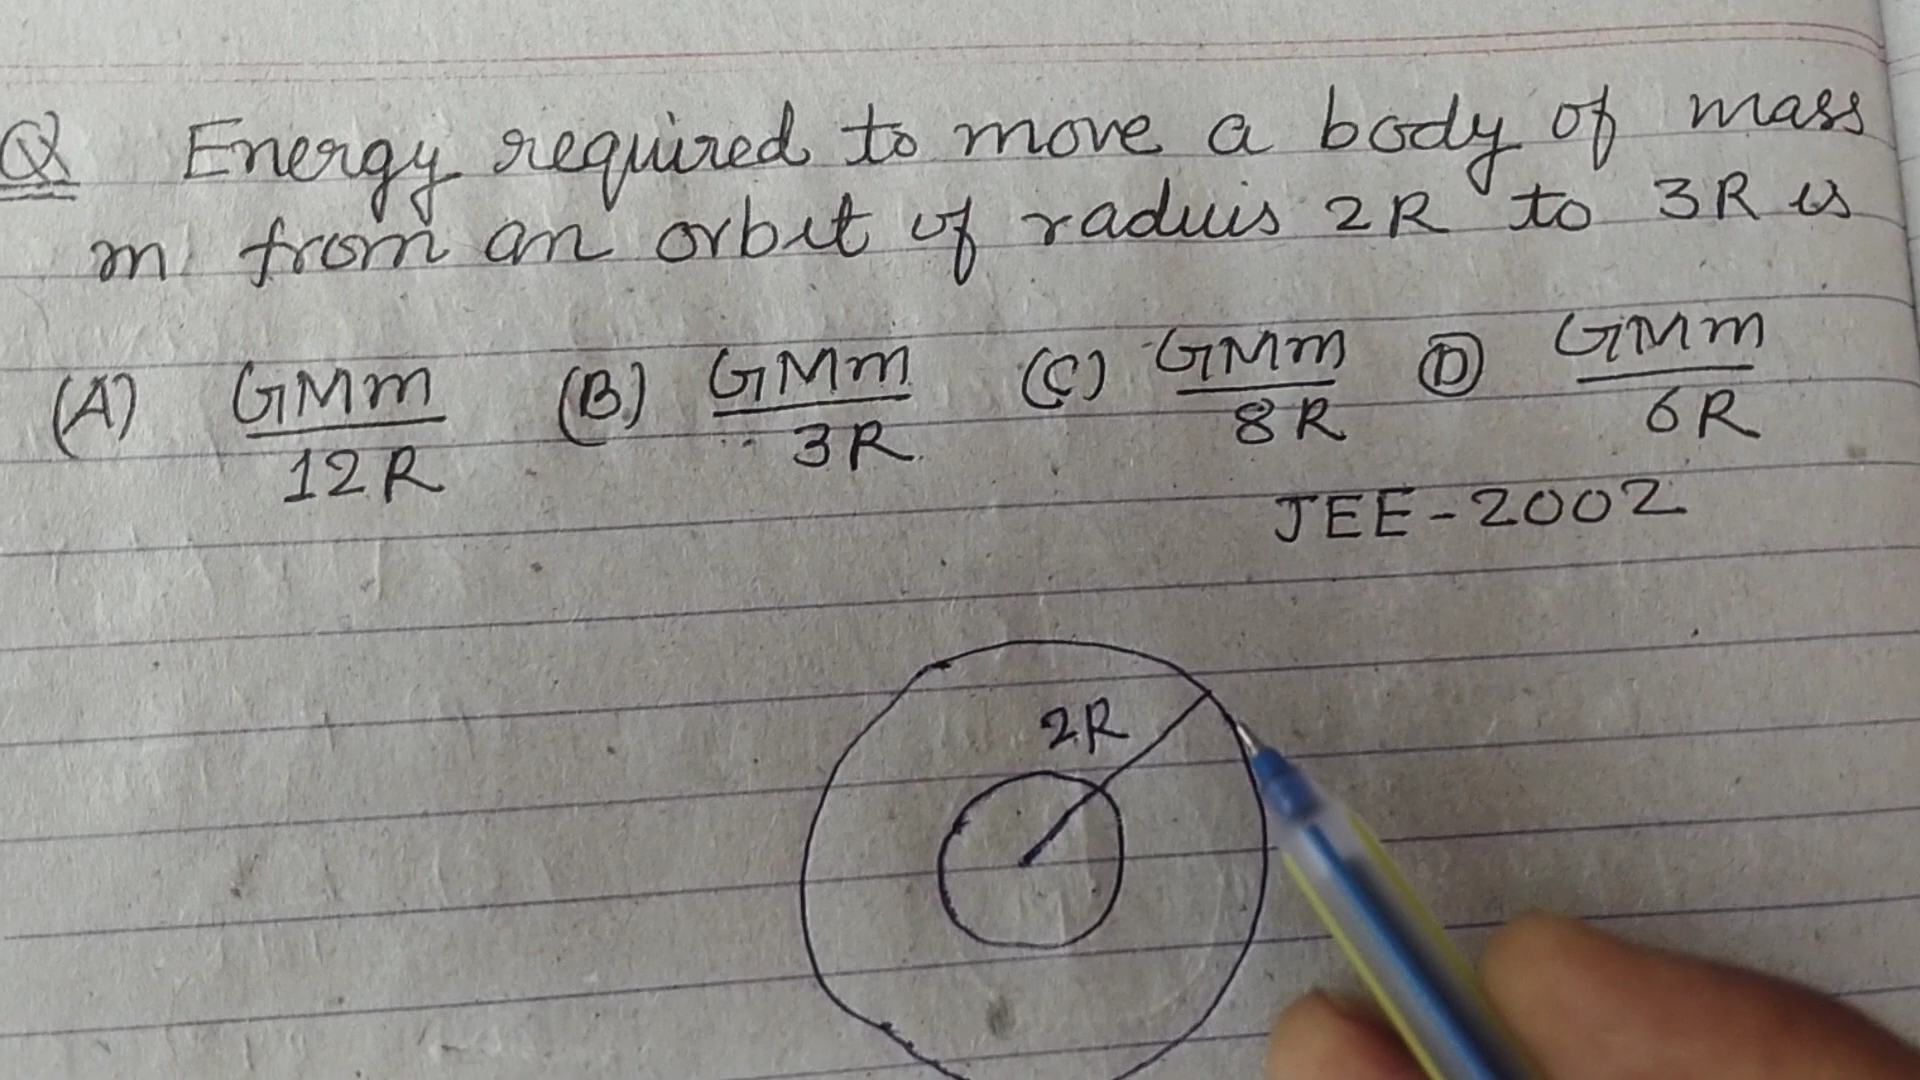 Q Energy required to move a body of mass
m from an orbit of raduis 2R to 3R is
(A) GMm/12R (B) GMm/3R (C) GMm/8R (D) GMm/6R
JEE-2002
2R